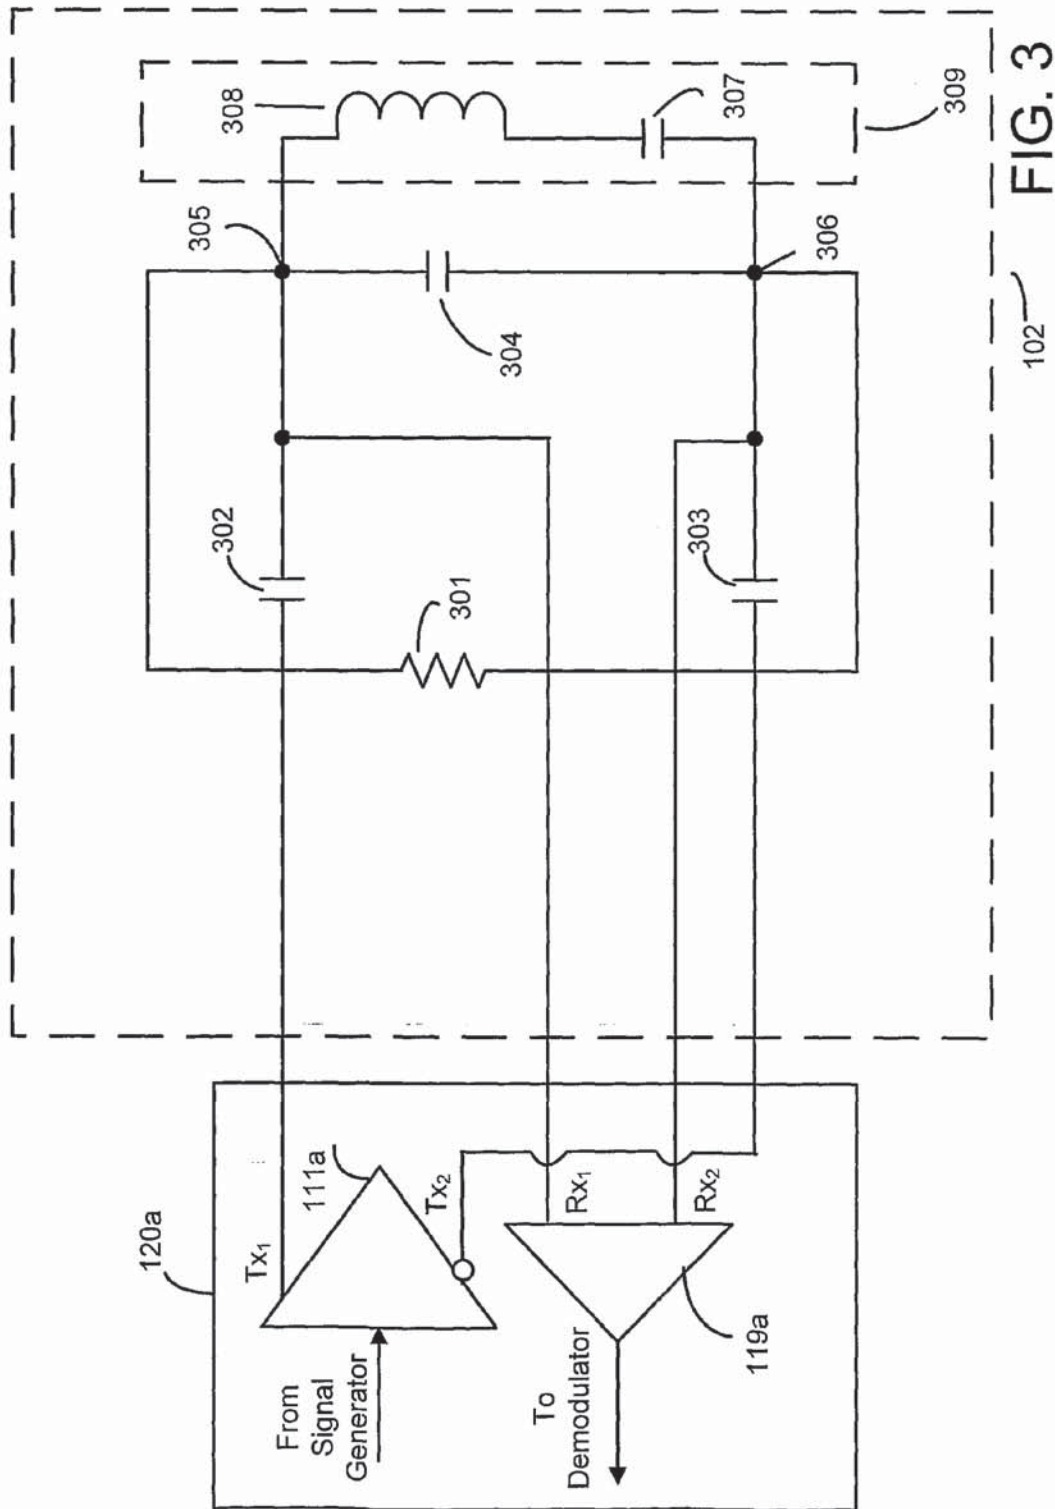 120a
Tx1
111a
Tx2
From
Signal
Generator
Rx1
Rx2
To
Demodulator
119a
302
301
303
305
304
306
308
307
309
102
FIG. 3